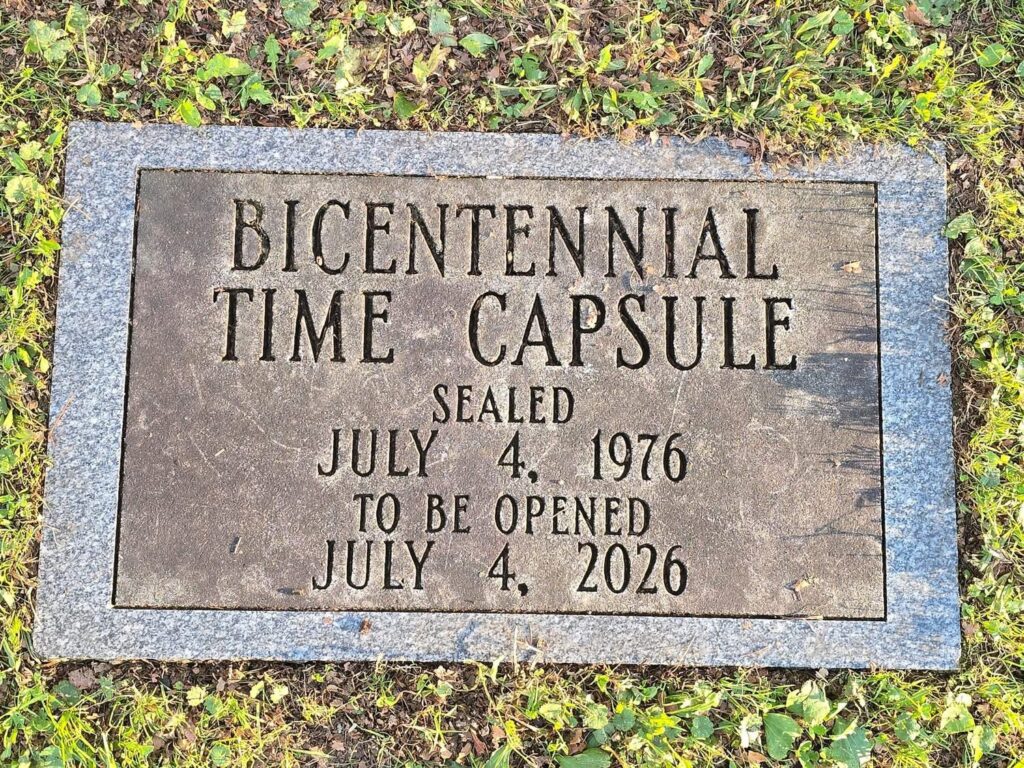 BICENTENNIAL
TIME CAPSULE
SEALED
JULY 4, 1976
TO BE OPENED
JULY 4, 2026